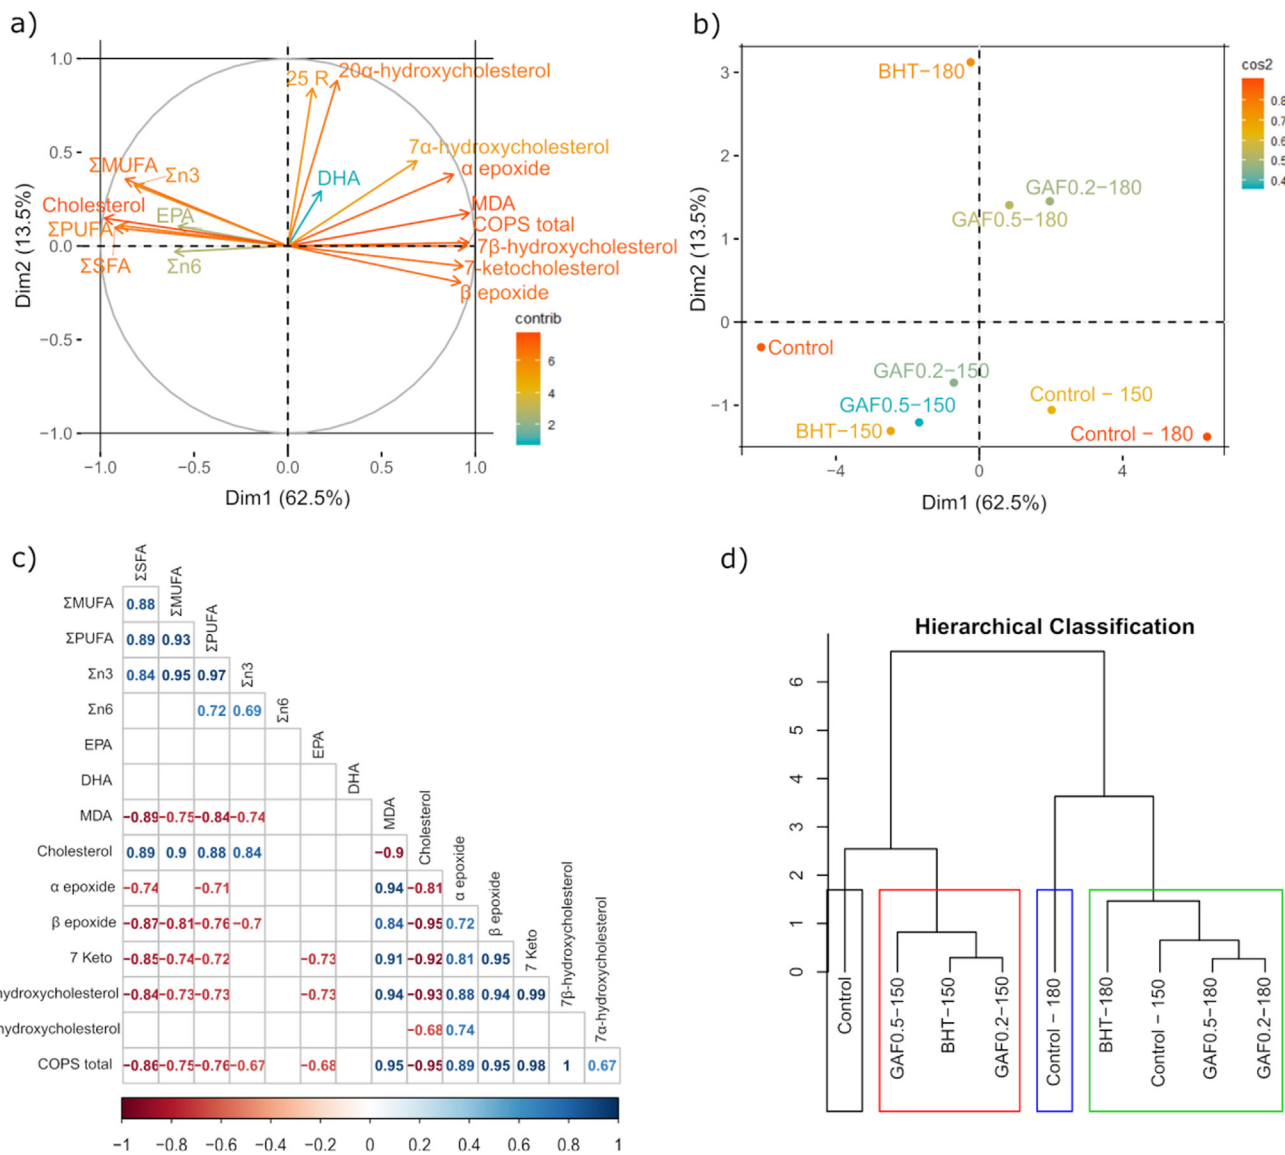 a)
1.0
0.5
0.0
−0.5
−1.0
Dim2 (13.5%)
25 R
20α-hydroxycholesterol
7α-hydroxycholesterol
α epoxide
DHA
ΣMUFA
Σn3
Cholesterol
EPA
ΣPUFA
ΣSFA
Σn6
MDA
COPS total
7β-hydroxycholesterol
7-ketocholesterol
β epoxide
contrib
6
4
2
−1.0 −0.5 0.0 0.5 1.0
Dim1 (62.5%)
b)
3
2
1
0
−1
Dim2 (13.5%)
BHT−180
GAF0.2−180
GAF0.5−180
Control
GAF0.2−150
GAF0.5−150
BHT−150
Control − 150
Control − 180
cos2
0.8
0.7
0.6
0.5
0.4
−4 0 4
Dim1 (62.5%)
c)
ΣSFA
ΣMUFA 0.88 ΣMUFA
ΣPUFA 0.89 0.93 ΣPUFA
Σn3 0.84 0.95 0.97 Σn3
Σn6 0.72 0.69 Σn6
EPA EPA
DHA DHA
MDA −0.89 −0.75 −0.84 −0.74 MDA
Cholesterol 0.89 0.9 0.88 0.84 −0.9 Cholesterol
α epoxide −0.74 −0.71 0.94 −0.81 α epoxide
β epoxide −0.87 −0.81 −0.76 −0.7 0.84 −0.95 0.72 β epoxide
7 Keto −0.85 −0.74 −0.72 −0.73 0.91 −0.92 0.81 0.95 7 Keto
hydroxycholesterol −0.84 −0.73 −0.73 −0.73 0.94 −0.93 0.88 0.94 0.99 7β-hydroxycholesterol
hydroxycholesterol −0.68 0.74 7α-hydroxycholesterol
COPS total −0.86 −0.75 −0.76 −0.67 −0.68 0.95 −0.95 0.89 0.95 0.98 1 0.67
−1 −0.8 −0.6 −0.4 −0.2 0 0.2 0.4 0.6 0.8 1
d)
Hierarchical Classification
6
5
4
3
2
1
0
Control
GAF0.5−150
BHT−150
GAF0.2−150
Control − 180
BHT−180
Control − 150
GAF0.5−180
GAF0.2−180